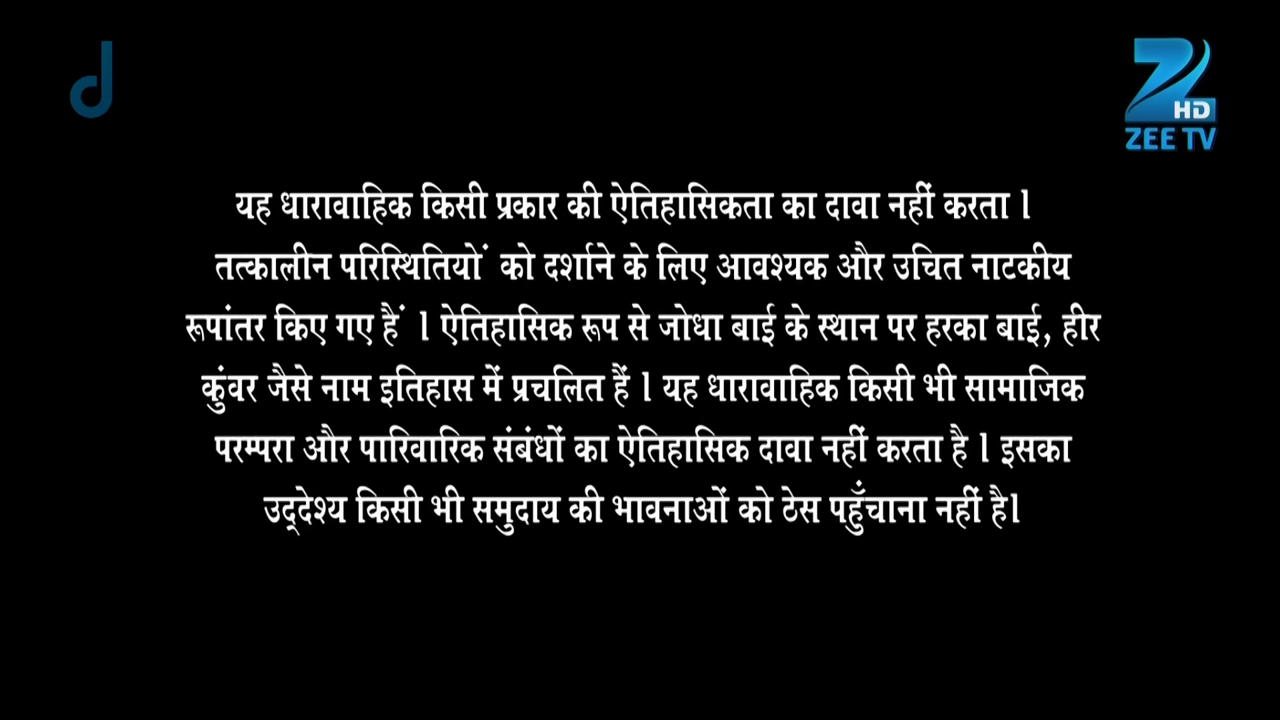 d
HD
ZEE TV
यह धारावाहिक किसी प्रकार की ऐतिहासिकता का दावा नहीं करता ।
तत्कालीन परिस्थितियों को दर्शाने के लिए आवश्यक और उचित नाटकीय
रूपांतर किए गए हैं । ऐतिहासिक रूप से जोधा बाई के स्थान पर हरका बाई, हीर
कुंवर जैसे नाम इतिहास में प्रचलित हैं । यह धारावाहिक किसी भी सामाजिक
परम्परा और पारिवारिक संबंधों का ऐतिहासिक दावा नहीं करता है । इसका
उद्देश्य किसी भी समुदाय की भावनाओं को ठेस पहुँचाना नहीं है।